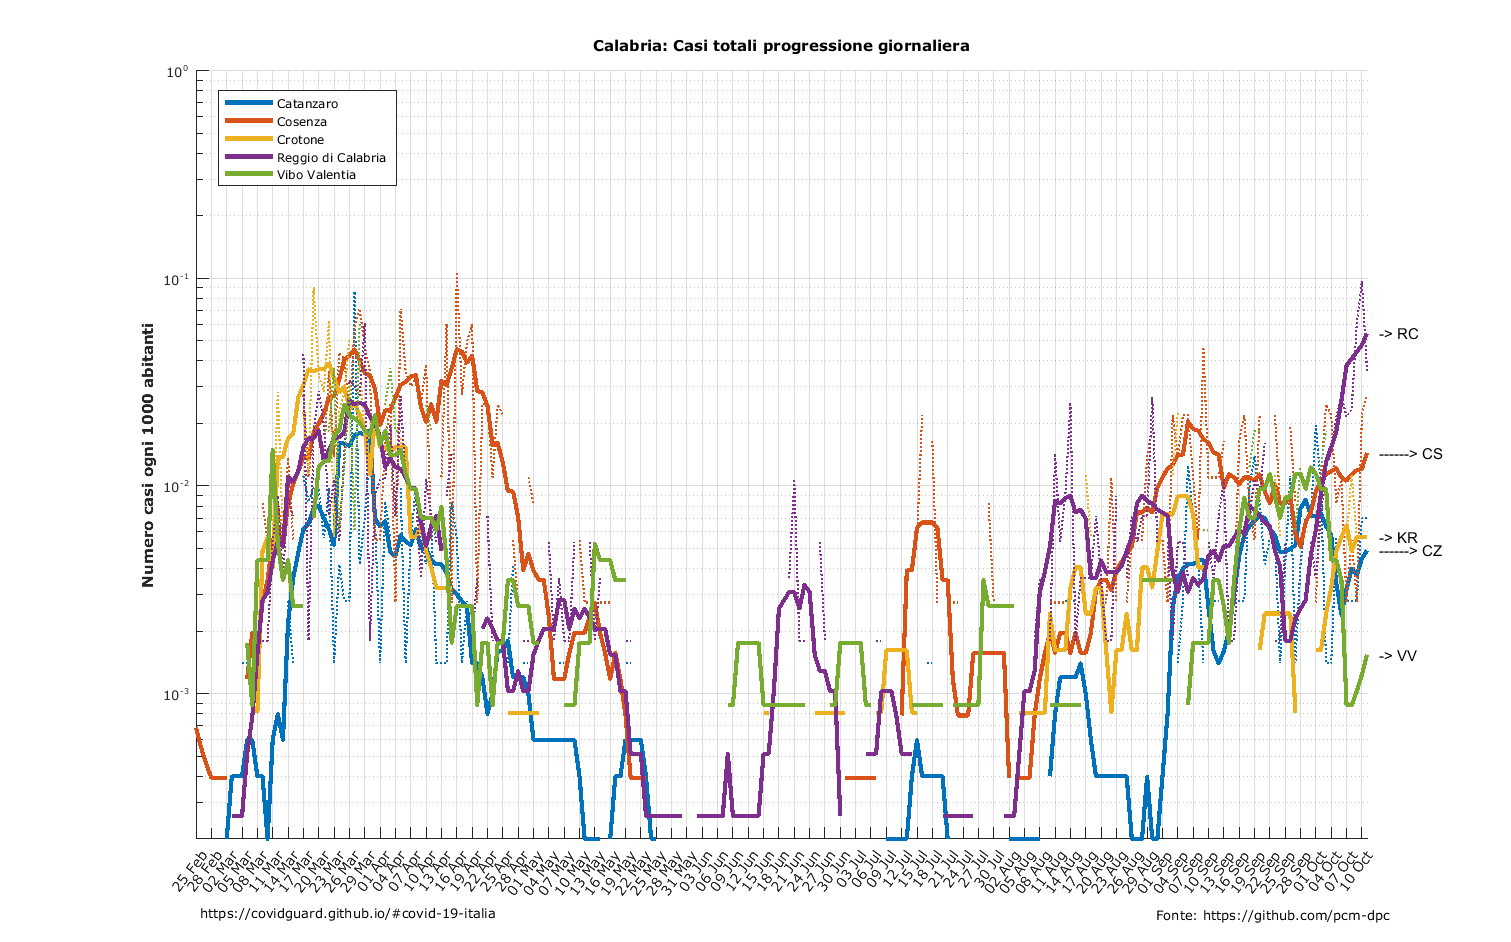 Calabria: Casi totali progressione giornaliera
10^0
10^-1
10^-2
10^-3
Numero casi ogni 1000 abitanti
Catanzaro
Cosenza
Crotone
Reggio di Calabria
Vibo Valentia
-> RC
------> CS
-> KR
------> CZ
-> VV
25 Feb
28 Feb
02 Mar
05 Mar
08 Mar
11 Mar
14 Mar
17 Mar
20 Mar
23 Mar
26 Mar
29 Mar
01 Apr
04 Apr
07 Apr
10 Apr
13 Apr
16 Apr
19 Apr
22 Apr
25 Apr
28 Apr
01 May
04 May
07 May
10 May
13 May
16 May
19 May
22 May
25 May
28 May
31 May
03 Jun
06 Jun
09 Jun
12 Jun
15 Jun
18 Jun
21 Jun
24 Jun
27 Jun
30 Jun
03 Jul
06 Jul
09 Jul
12 Jul
15 Jul
18 Jul
21 Jul
24 Jul
27 Jul
30 Jul
02 Aug
05 Aug
08 Aug
11 Aug
14 Aug
17 Aug
20 Aug
23 Aug
26 Aug
29 Aug
01 Sep
04 Sep
07 Sep
10 Sep
13 Sep
16 Sep
19 Sep
22 Sep
25 Sep
28 Sep
01 Oct
04 Oct
07 Oct
10 Oct
https://covidguard.github.io/#covid-19-italia
Fonte: https://github.com/pcm-dpc